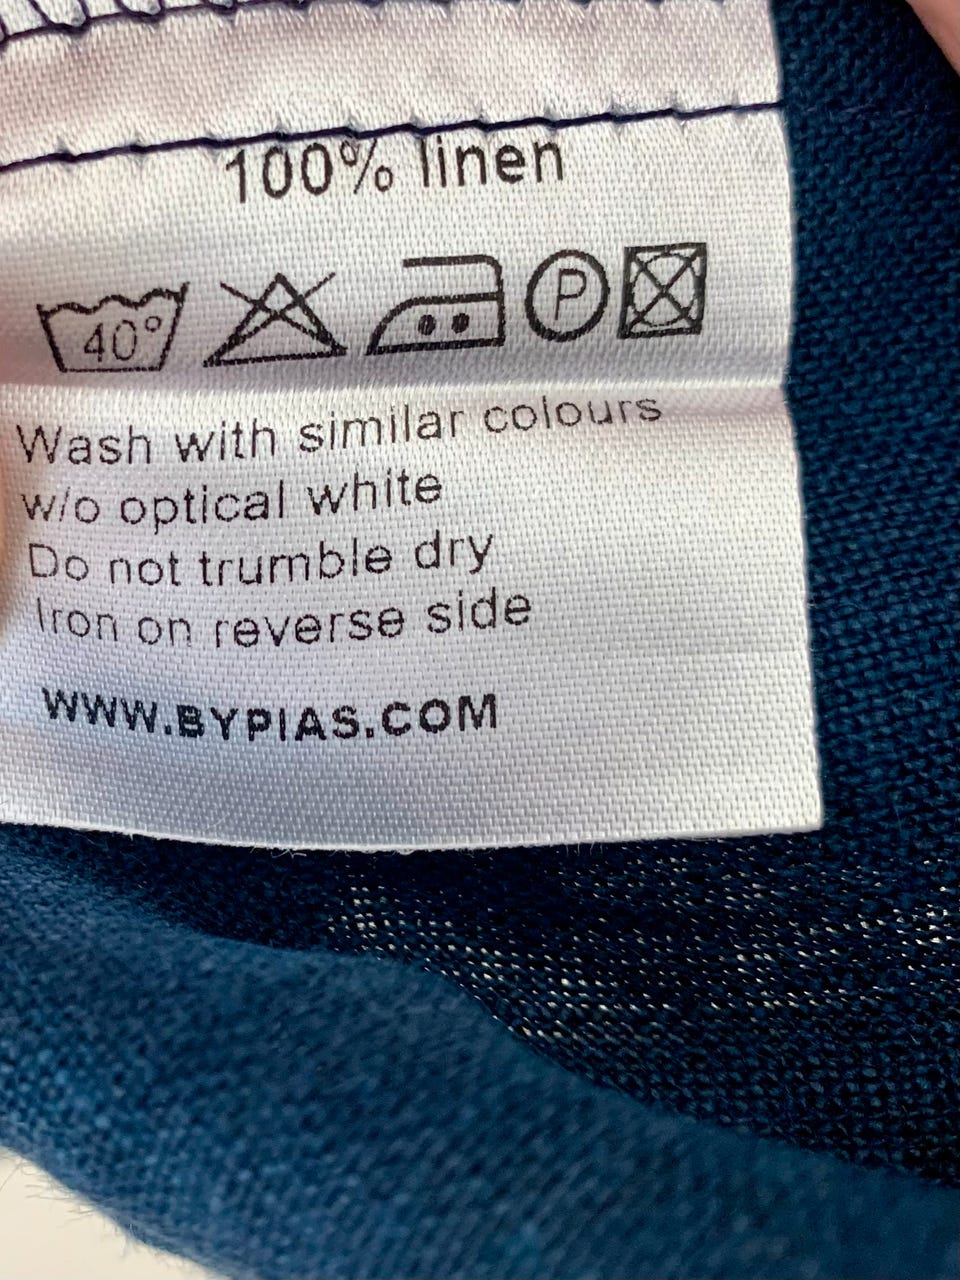 100% linen
40°
P
Wash with similar colours
w/o optical white
Do not trumble dry
Iron on reverse side
WWW.BYPIAS.COM